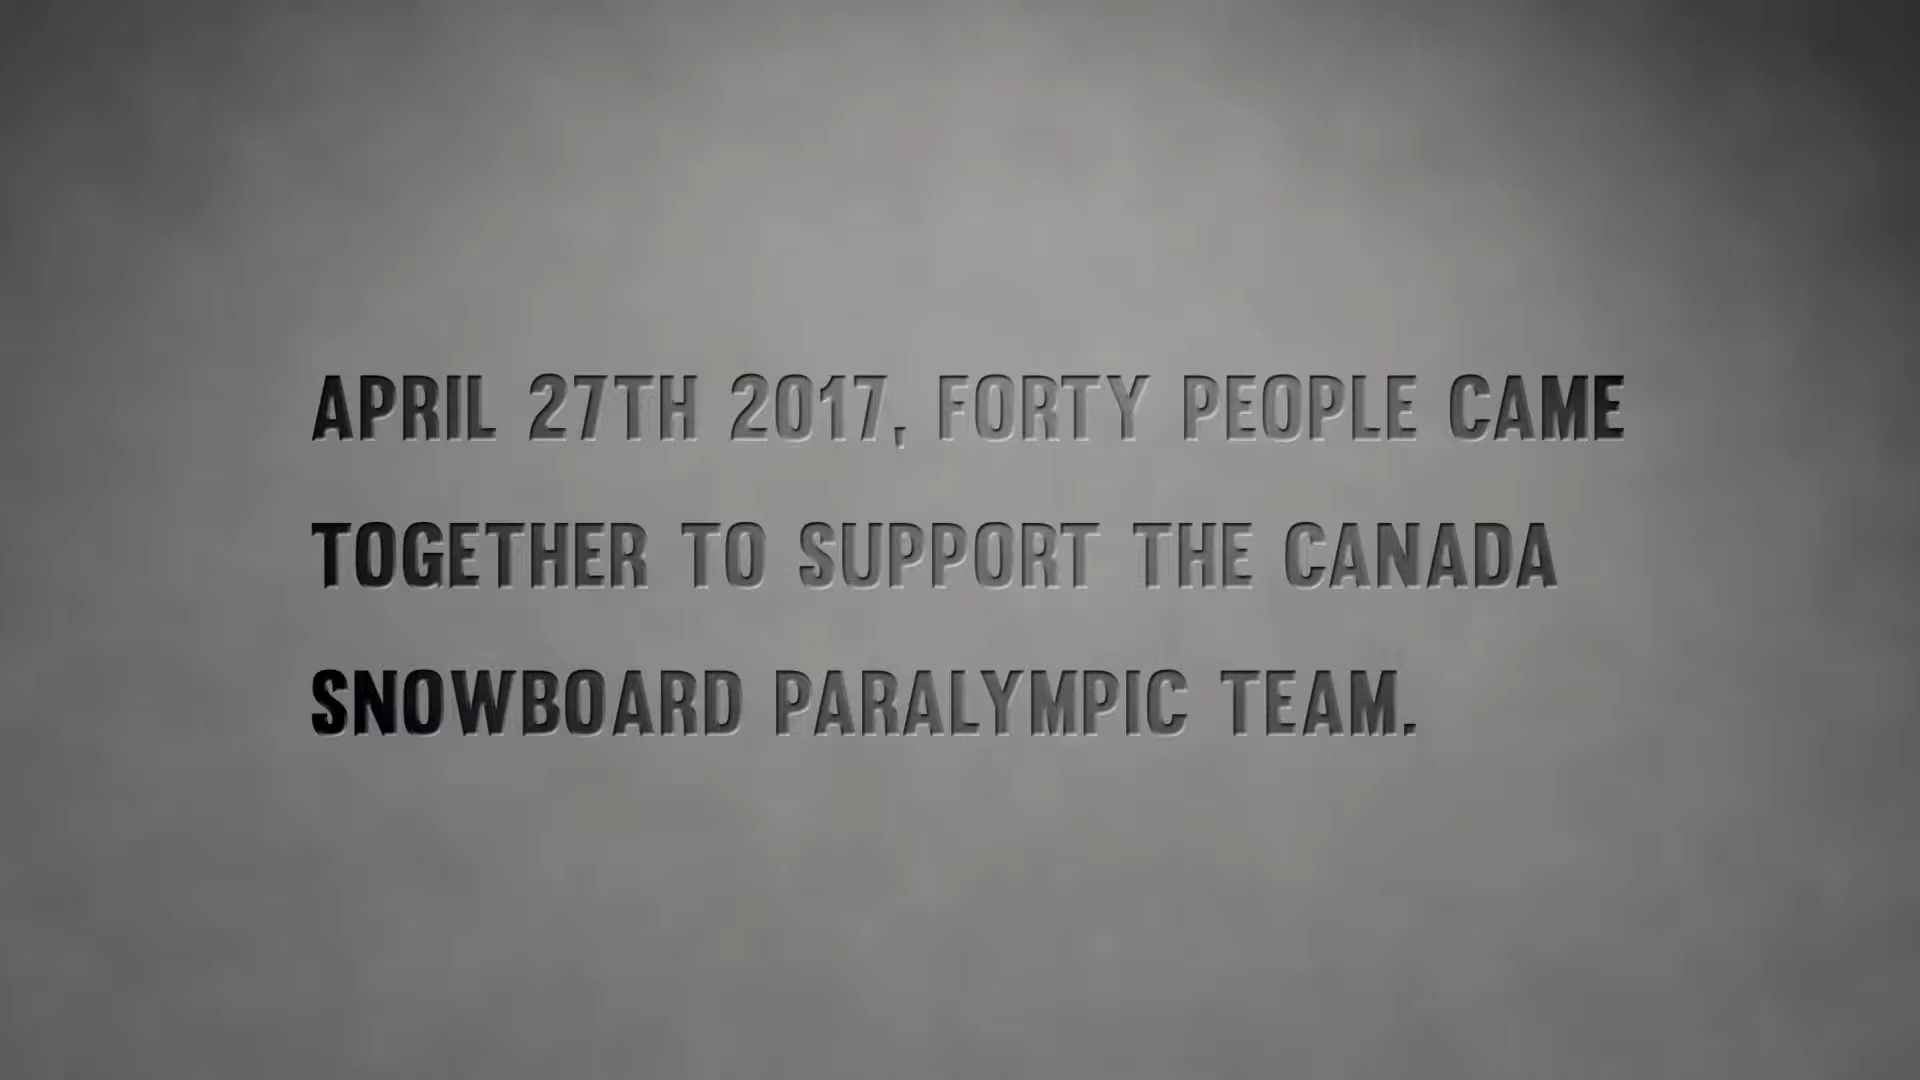 APRIL 27TH 2017, FORTY PEOPLE CAME
TOGETHER TO SUPPORT THE CANADA
SNOWBOARD PARALYMPIC TEAM.